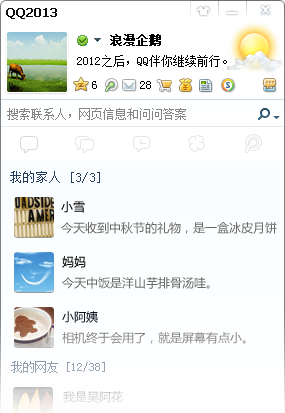 QQ2013
浪漫企鹅
2012之后，QQ伴你继续前行。
6 28
搜索联系人，网页信息和问问答案
我的家人 [3/3]
小雪
今天收到中秋节的礼物，是一盒冰皮月饼
妈妈
今天中饭是洋山芋排骨汤哇。
小阿姨
相机终于会用了，就是屏幕有点小。
我的网友 [12/38]
我是吴阿花